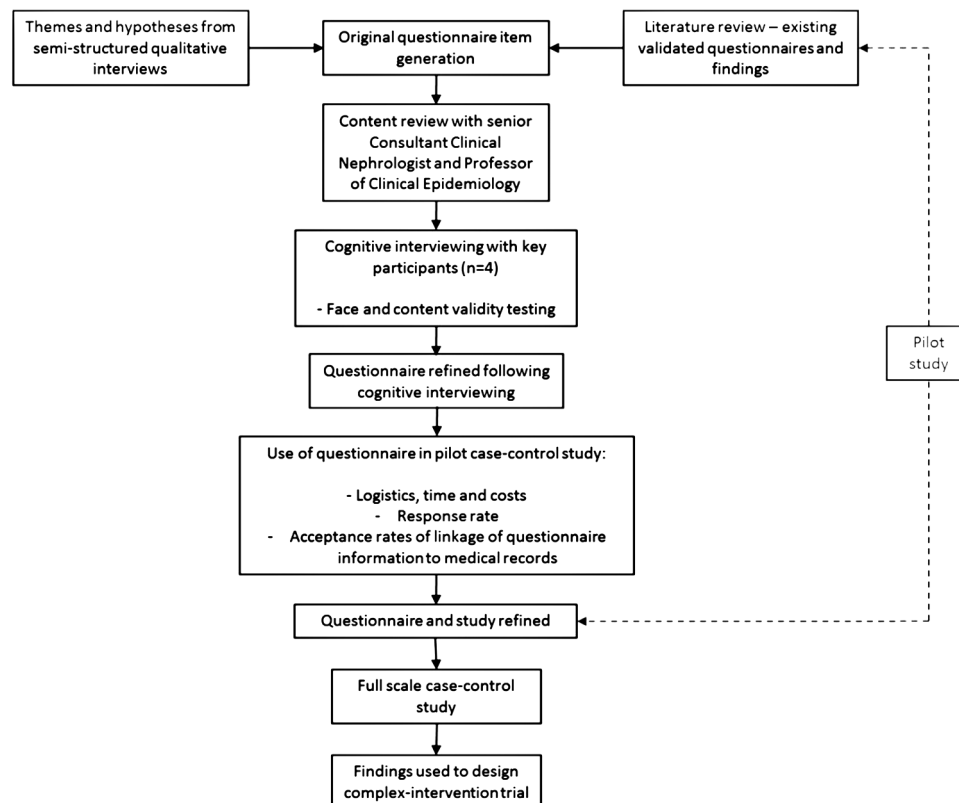 Themes and hypotheses from
semi-structured qualitative
interviews
Original questionnaire item
generation
Literature review – existing
validated questionnaires and
findings
Content review with senior
Consultant Clinical
Nephrologist and Professor
of Clinical Epidemiology
Cognitive interviewing with key
participants (n=4)
- Face and content validity testing
Pilot
study
Questionnaire refined following
cognitive interviewing
Use of questionnaire in pilot case-control study:
- Logistics, time and costs
- Response rate
- Acceptance rates of linkage of questionnaire
information to medical records
Questionnaire and study refined
Full scale case-control
study
Findings used to design
complex-intervention trial